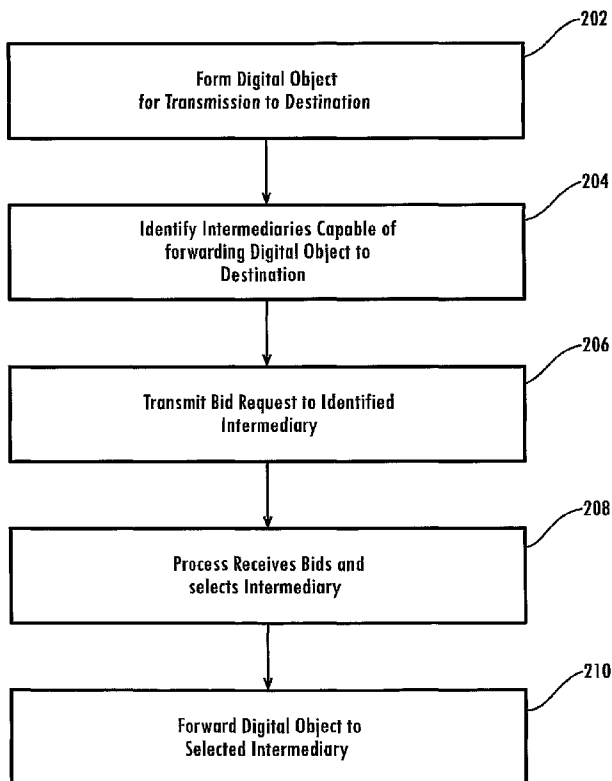 202
Form Digital Object
for Transmission to Destination
204
Identify Intermediaries Capable of
forwarding Digital Object to
Destination
206
Transmit Bid Request to Identified
Intermediary
208
Process Receives Bids and
selects Intermediary
210
Forward Digital Object to
Selected Intermediary